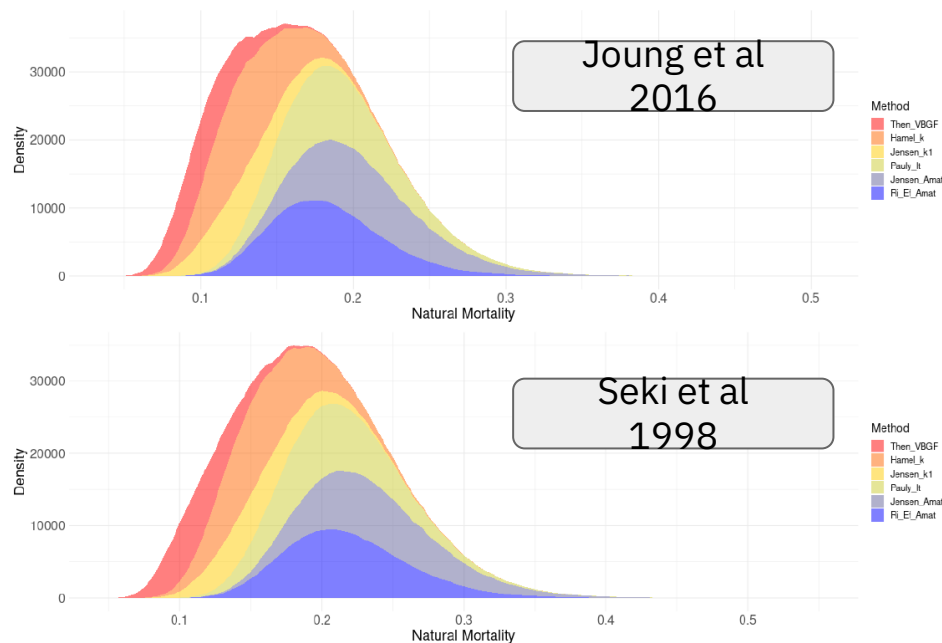 Joung et al
2016
30000
20000
10000
0
Density
0.1 0.2 0.3 0.4 0.5
Natural Mortality
Method
Then_VBGF
Hamel_k
Jensen_k1
Pauly_lt
Jensen_Amat
Ri_Ef_Amat
Seki et al
1998
30000
20000
10000
0
Density
0.1 0.2 0.3 0.4 0.5
Natural Mortality
Method
Then_VBGF
Hamel_k
Jensen_k1
Pauly_lt
Jensen_Amat
Ri_Ef_Amat